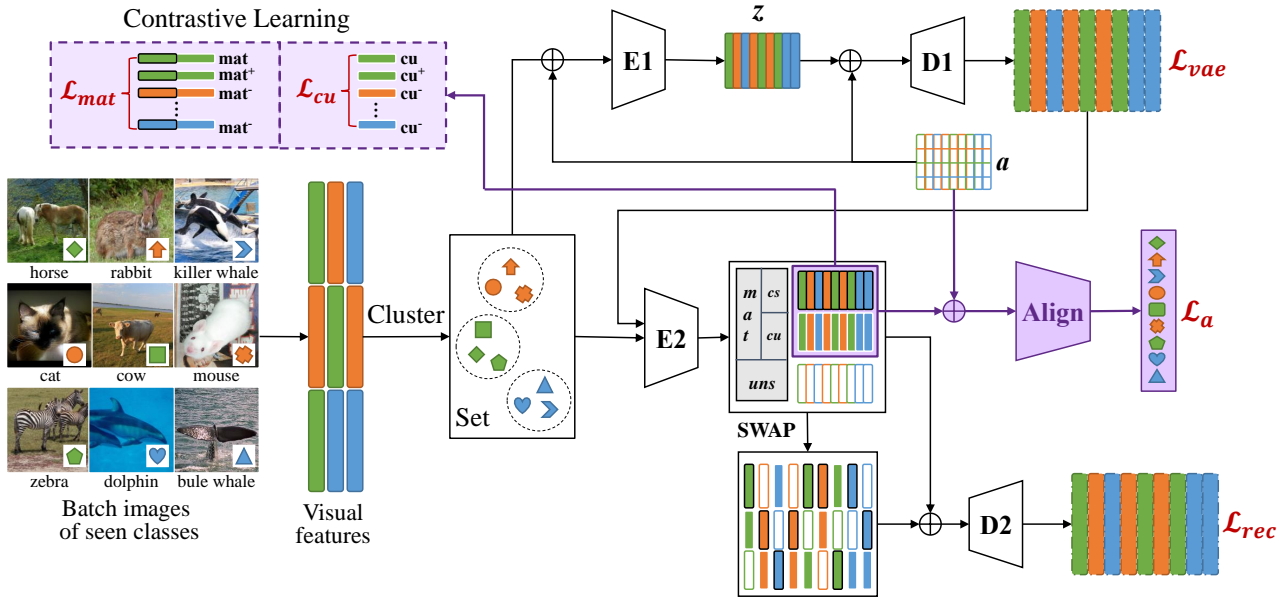 Contrastive Learning
ℒmat
mat
mat+
mat-
mat-
ℒcu
cu
cu+
cu-
cu-
E1
z
D1
ℒvae
a
horse
rabbit
killer whale
cat
cow
mouse
zebra
dolphin
bule whale
Batch images
of seen classes
Visual
features
Cluster
Set
E2
m
a
t
cs
cu
uns
SWAP
Align
ℒa
D2
ℒrec